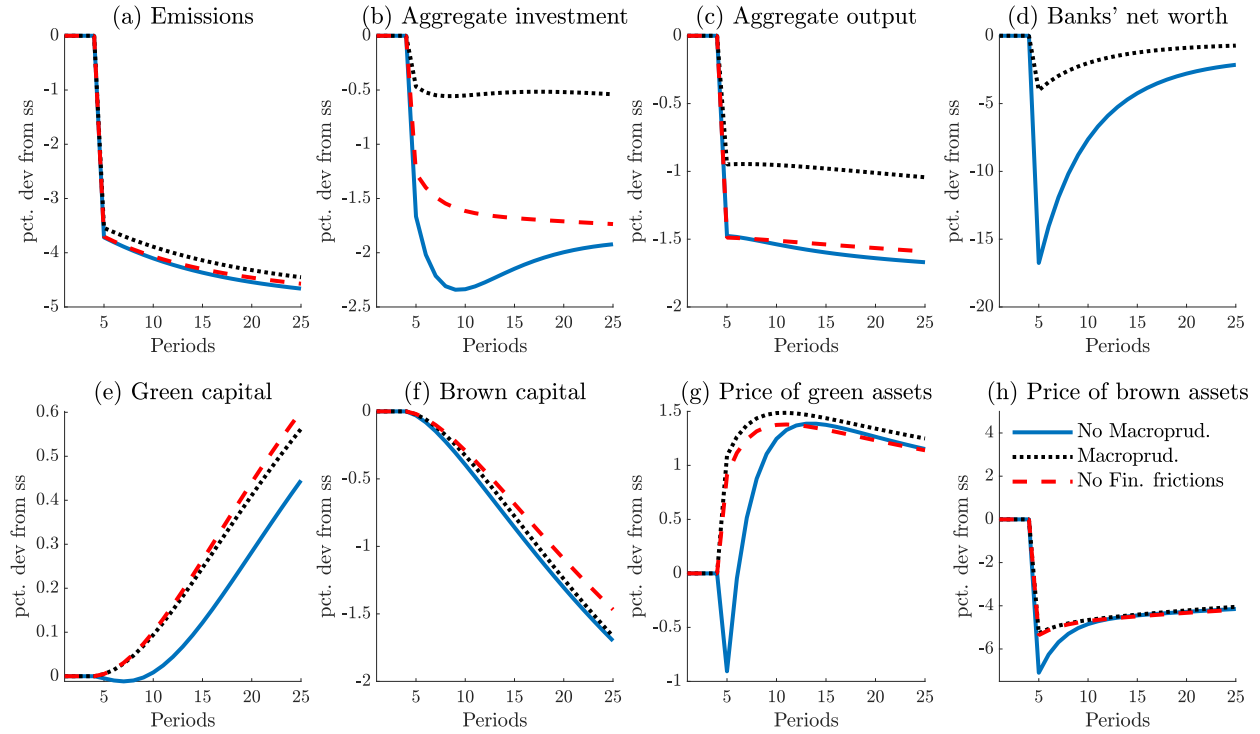 (a) Emissions
0
-1
-2
-3
-4
-5
5 10 15 20 25
Periods
pct. dev from ss
(b) Aggregate investment
0
-0.5
-1
-1.5
-2
-2.5
5 10 15 20 25
Periods
pct. dev from ss
(c) Aggregate output
0
-0.5
-1
-1.5
-2
5 10 15 20 25
Periods
pct. dev from ss
(d) Banks' net worth
0
-5
-10
-15
-20
5 10 15 20 25
Periods
pct. dev from ss
(e) Green capital
0.6
0.5
0.4
0.3
0.2
0.1
0
5 10 15 20 25
Periods
pct. dev from ss
(f) Brown capital
0
-0.5
-1
-1.5
-2
5 10 15 20 25
Periods
pct. dev from ss
(g) Price of green assets
1.5
1
0.5
0
-0.5
-1
5 10 15 20 25
Periods
pct. dev from ss
(h) Price of brown assets
4
2
0
-2
-4
-6
5 10 15 20 25
Periods
pct. dev from ss
No Macroprud.
Macroprud.
No Fin. frictions